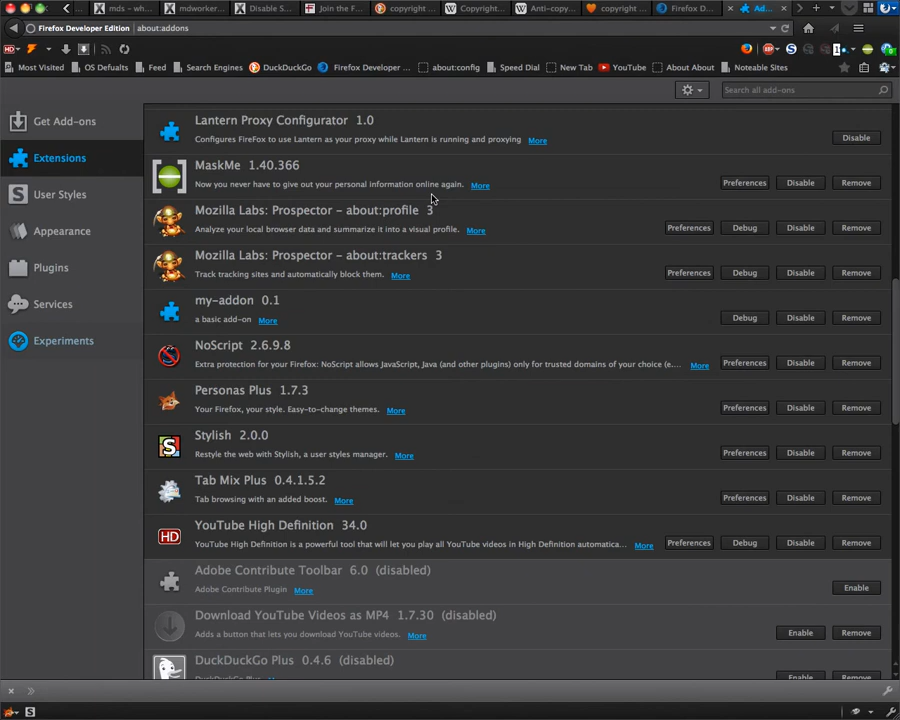 mds – wh...
mdworker...
Disable S...
Join the F...
copyright ...
Copyright...
Anti-copy...
copyright ...
Firefox D...
Ad...
Firefox Developer Edition
about:addons
Most Visited
OS Defualts
Feed
Search Engines
DuckDuckGo
Firefox Developer ...
about:config
Speed Dial
New Tab
YouTube
About About
Noteable Sites
Search all add-ons
Get Add-ons
Extensions
User Styles
Appearance
Plugins
Services
Experiments
Lantern Proxy Configurator 1.0
Configures FireFox to use Lantern as your proxy while Lantern is running and proxying More
Disable
MaskMe 1.40.366
Now you never have to give out your personal information online again. More
Preferences Disable Remove
Mozilla Labs: Prospector – about:profile 3
Analyze your local browser data and summarize it into a visual profile. More
Preferences Debug Disable Remove
Mozilla Labs: Prospector – about:trackers 3
Track tracking sites and automatically block them. More
Preferences Debug Disable Remove
my-addon 0.1
a basic add-on More
Debug Disable Remove
NoScript 2.6.9.8
Extra protection for your Firefox: NoScript allows JavaScript, Java (and other plugins) only for trusted domains of your choice (e.... More
Preferences Disable Remove
Personas Plus 1.7.3
Your Firefox, your style. Easy-to-change themes. More
Preferences Disable Remove
Stylish 2.0.0
Restyle the web with Stylish, a user styles manager. More
Preferences Disable Remove
Tab Mix Plus 0.4.1.5.2
Tab browsing with an added boost. More
Preferences Disable Remove
YouTube High Definition 34.0
YouTube High Definition is a powerful tool that will let you play all YouTube videos in High Definition automatica... More
Preferences Debug Disable Remove
Adobe Contribute Toolbar 6.0 (disabled)
Adobe Contribute Plugin More
Enable
Download YouTube Videos as MP4 1.7.30 (disabled)
Adds a button that lets you download YouTube videos. More
Enable Remove
DuckDuckGo Plus 0.4.6 (disabled)